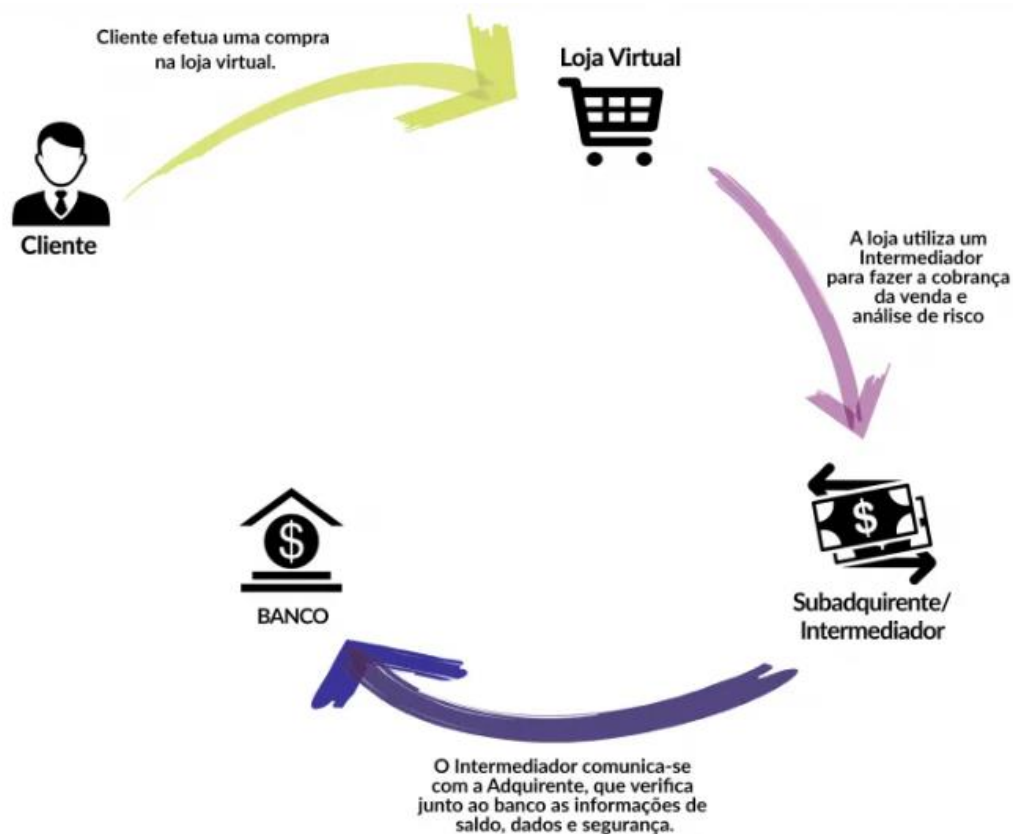 Cliente efetua uma compra
na loja virtual.
Loja Virtual
Cliente
A loja utiliza um
Intermediador
para fazer a cobrança
da venda e
análise de risco
$
$
BANCO
Subadquirente/
Intermediador
O Intermediador comunica-se
com a Adquirente, que verifica
junto ao banco as informações de
saldo, dados e segurança.